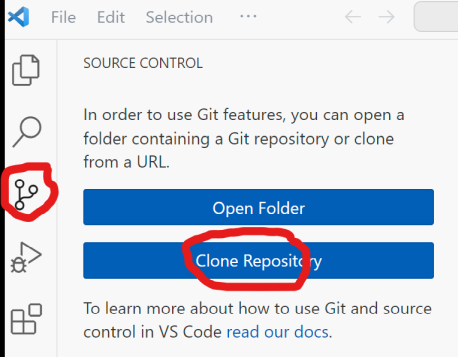 File Edit Selection ···
SOURCE CONTROL
In order to use Git features, you can open a
folder containing a Git repository or clone
from a URL.
Open Folder
Clone Repository
To learn more about how to use Git and source
control in VS Code read our docs.